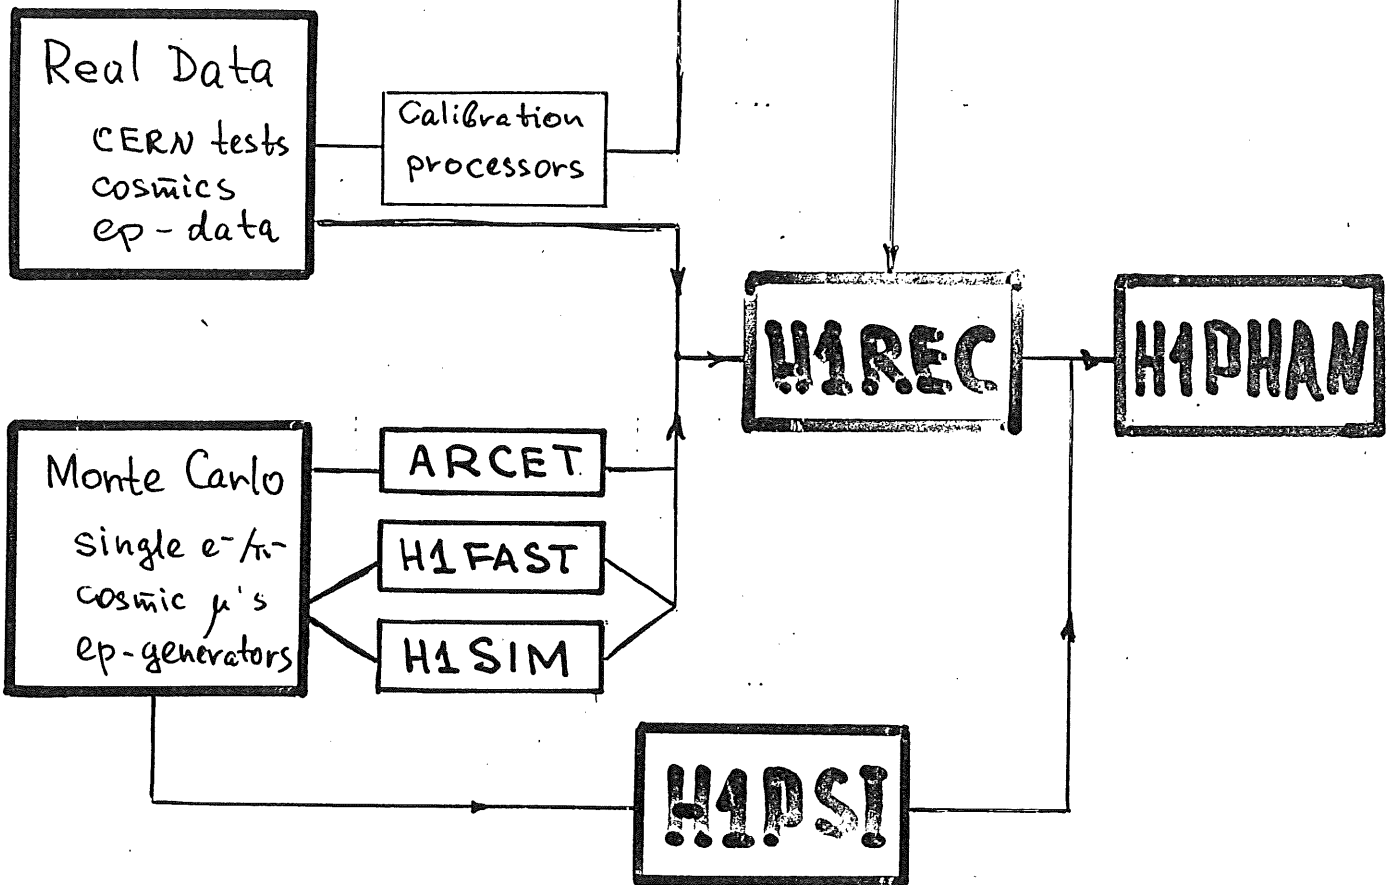 Real Data
CERN tests
cosmics
ep-data
Calibration
processors
H1REC
H1PHAN
Monte Carlo
single e⁻/π⁻
cosmic μ's
ep-generators
ARCET
H1FAST
H1SIM
H1PSI